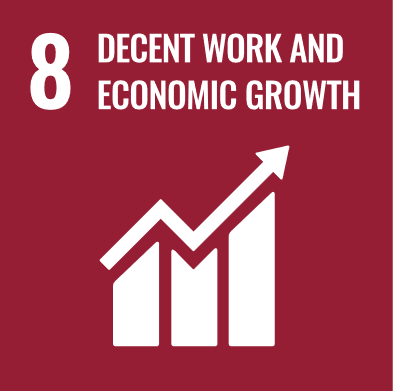 8 DECENT WORK AND
ECONOMIC GROWTH